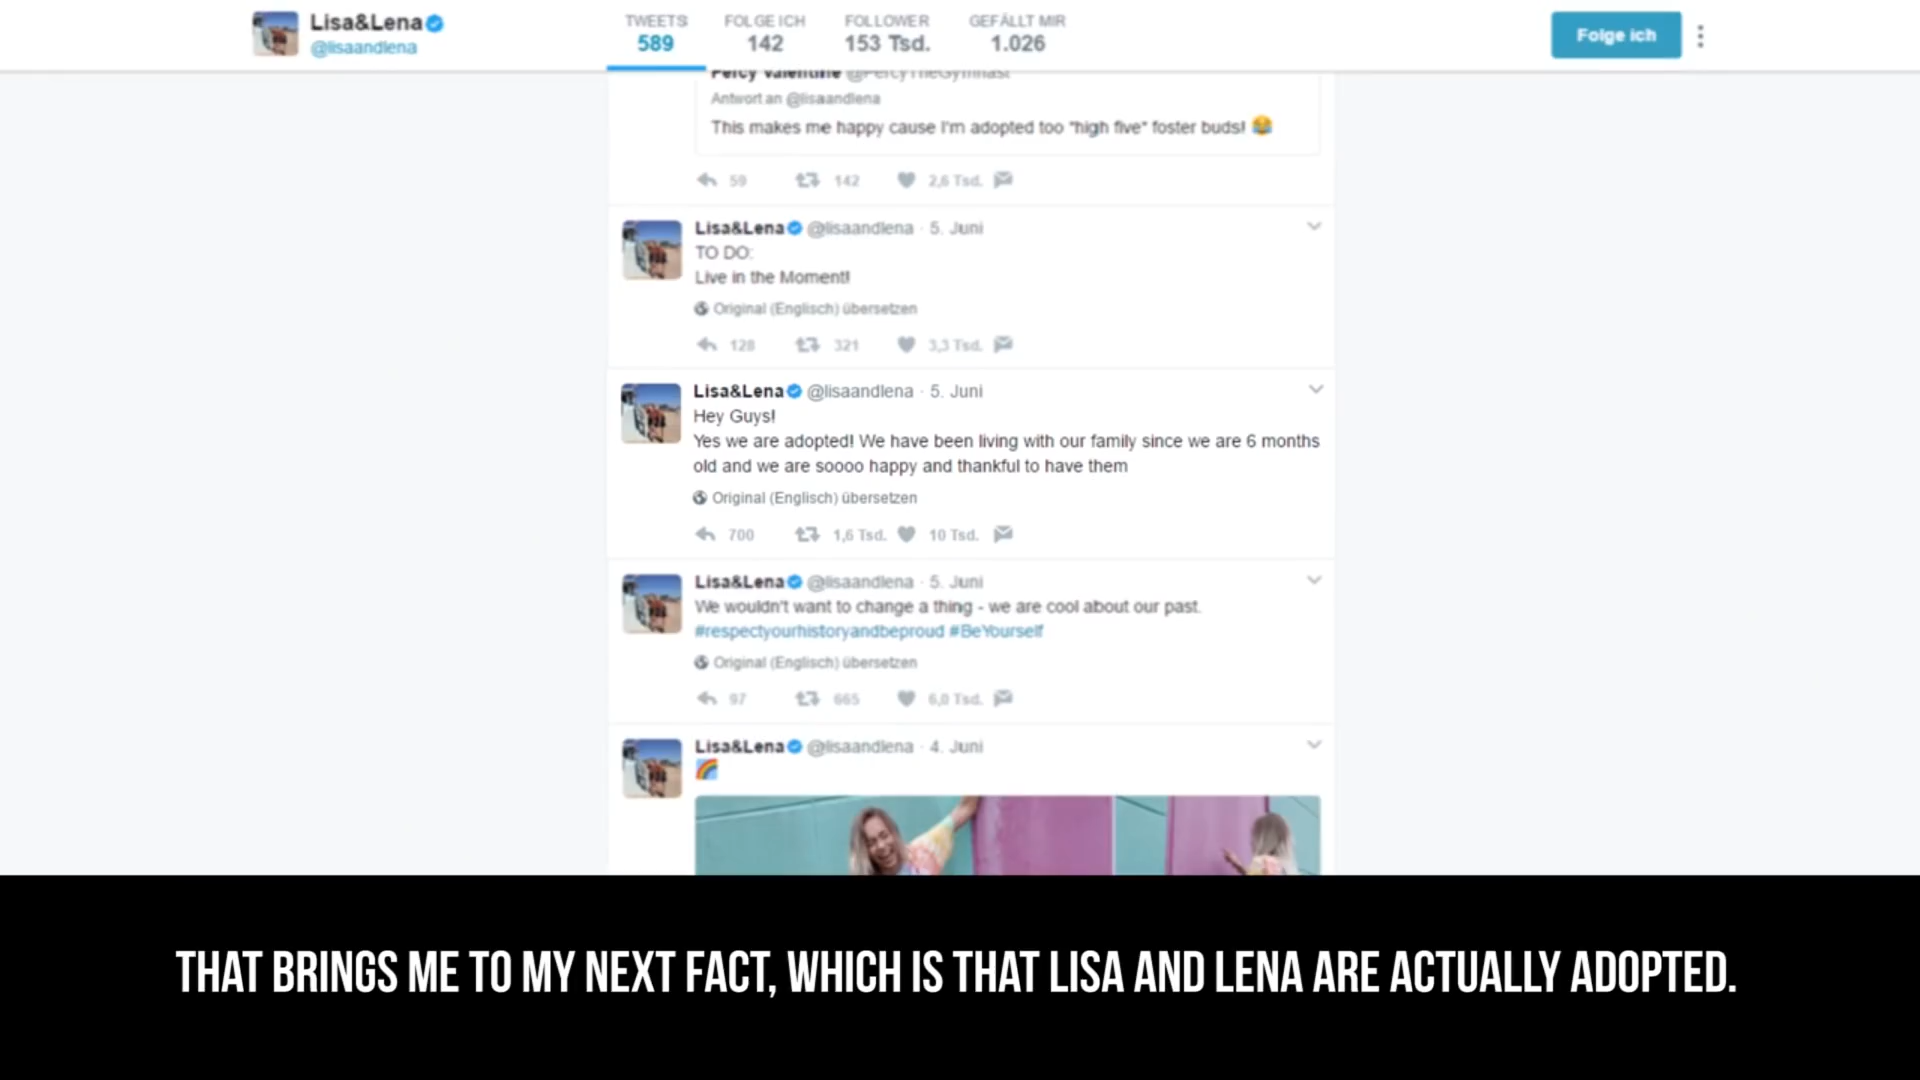 Lisa&Lena
@lisaandlena
TWEETS
589
FOLGE ICH
142
FOLLOWER
153 Tsd.
GEFÄLLT MIR
1.026
Folge ich
Percy Valentine @PercyTheGymnast
Antwort an @lisaandlena
This makes me happy cause I'm adopted too "high five" foster buds! 😂
59 142 2,6 Tsd.
Lisa&Lena @lisaandlena · 5. Juni
TO DO:
Live in the Moment!
Original (Englisch) übersetzen
128 321 3,3 Tsd.
Lisa&Lena @lisaandlena · 5. Juni
Hey Guys!
Yes we are adopted! We have been living with our family since we are 6 months
old and we are soooo happy and thankful to have them
Original (Englisch) übersetzen
700 1,6 Tsd. 10 Tsd.
Lisa&Lena @lisaandlena · 5. Juni
We wouldn't want to change a thing - we are cool about our past.
#respectyourhistoryandbeproud #BeYourself
Original (Englisch) übersetzen
97 665 6,0 Tsd.
Lisa&Lena @lisaandlena · 4. Juni
🌈
THAT BRINGS ME TO MY NEXT FACT, WHICH IS THAT LISA AND LENA ARE ACTUALLY ADOPTED.